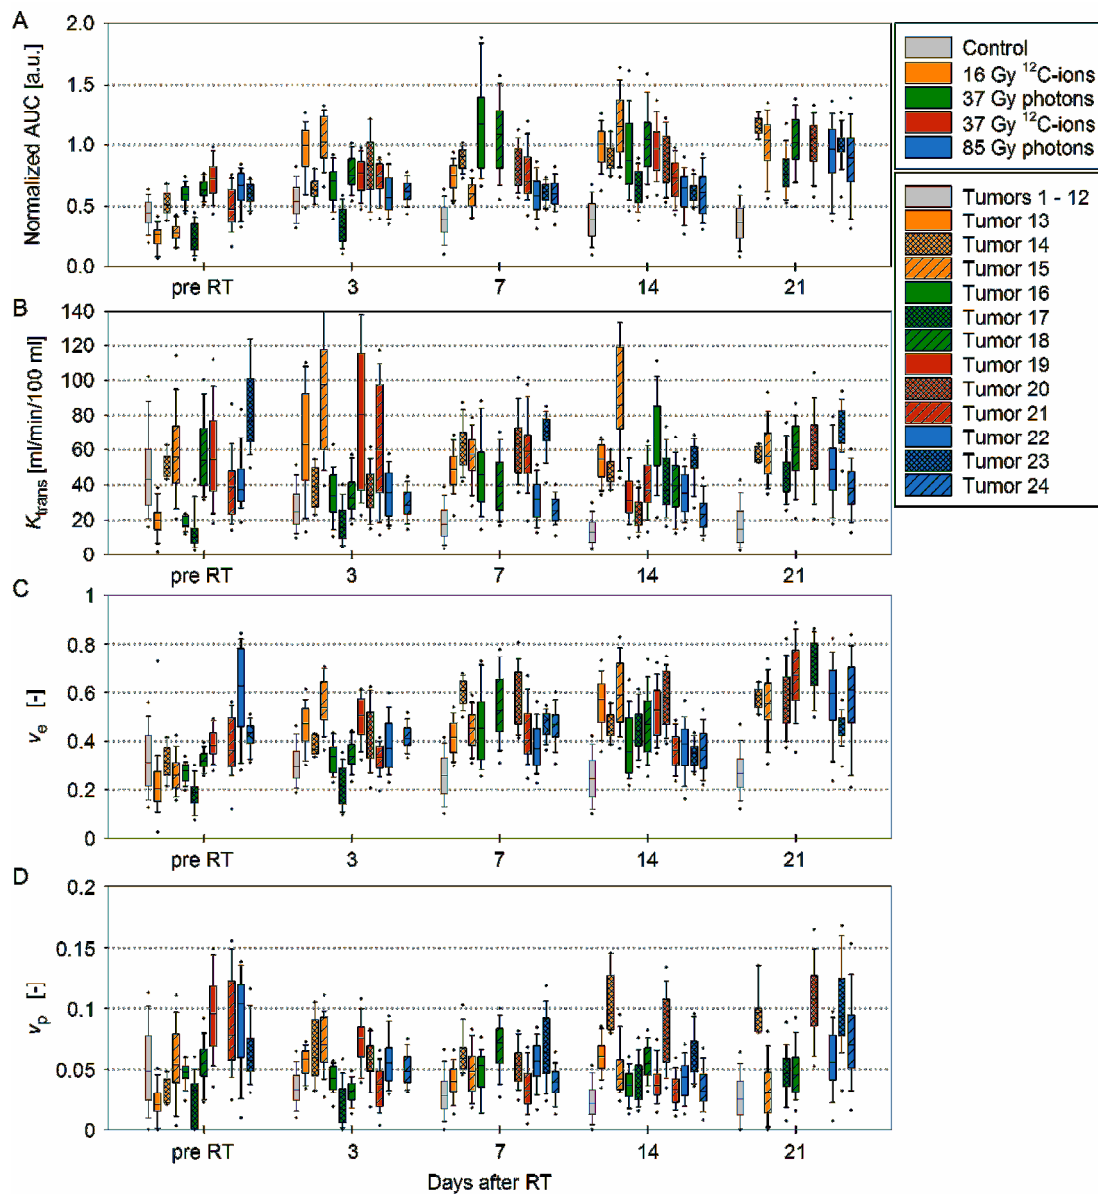 A
Normalized AUC [a.u.]
2.0
1.5
1.0
0.5
0.0
pre RT 3 7 14 21
Control
16 Gy ¹²C-ions
37 Gy photons
37 Gy ¹²C-ions
85 Gy photons
Tumors 1 - 12
Tumor 13
Tumor 14
Tumor 15
Tumor 16
Tumor 17
Tumor 18
Tumor 19
Tumor 20
Tumor 21
Tumor 22
Tumor 23
Tumor 24
B
Ktrans [ml/min/100 ml]
140
120
100
80
60
40
20
0
pre RT 3 7 14 21
C
ve [-]
1
0.8
0.6
0.4
0.2
0
pre RT 3 7 14 21
D
vp [-]
0.2
0.15
0.1
0.05
0
pre RT 3 7 14 21
Days after RT